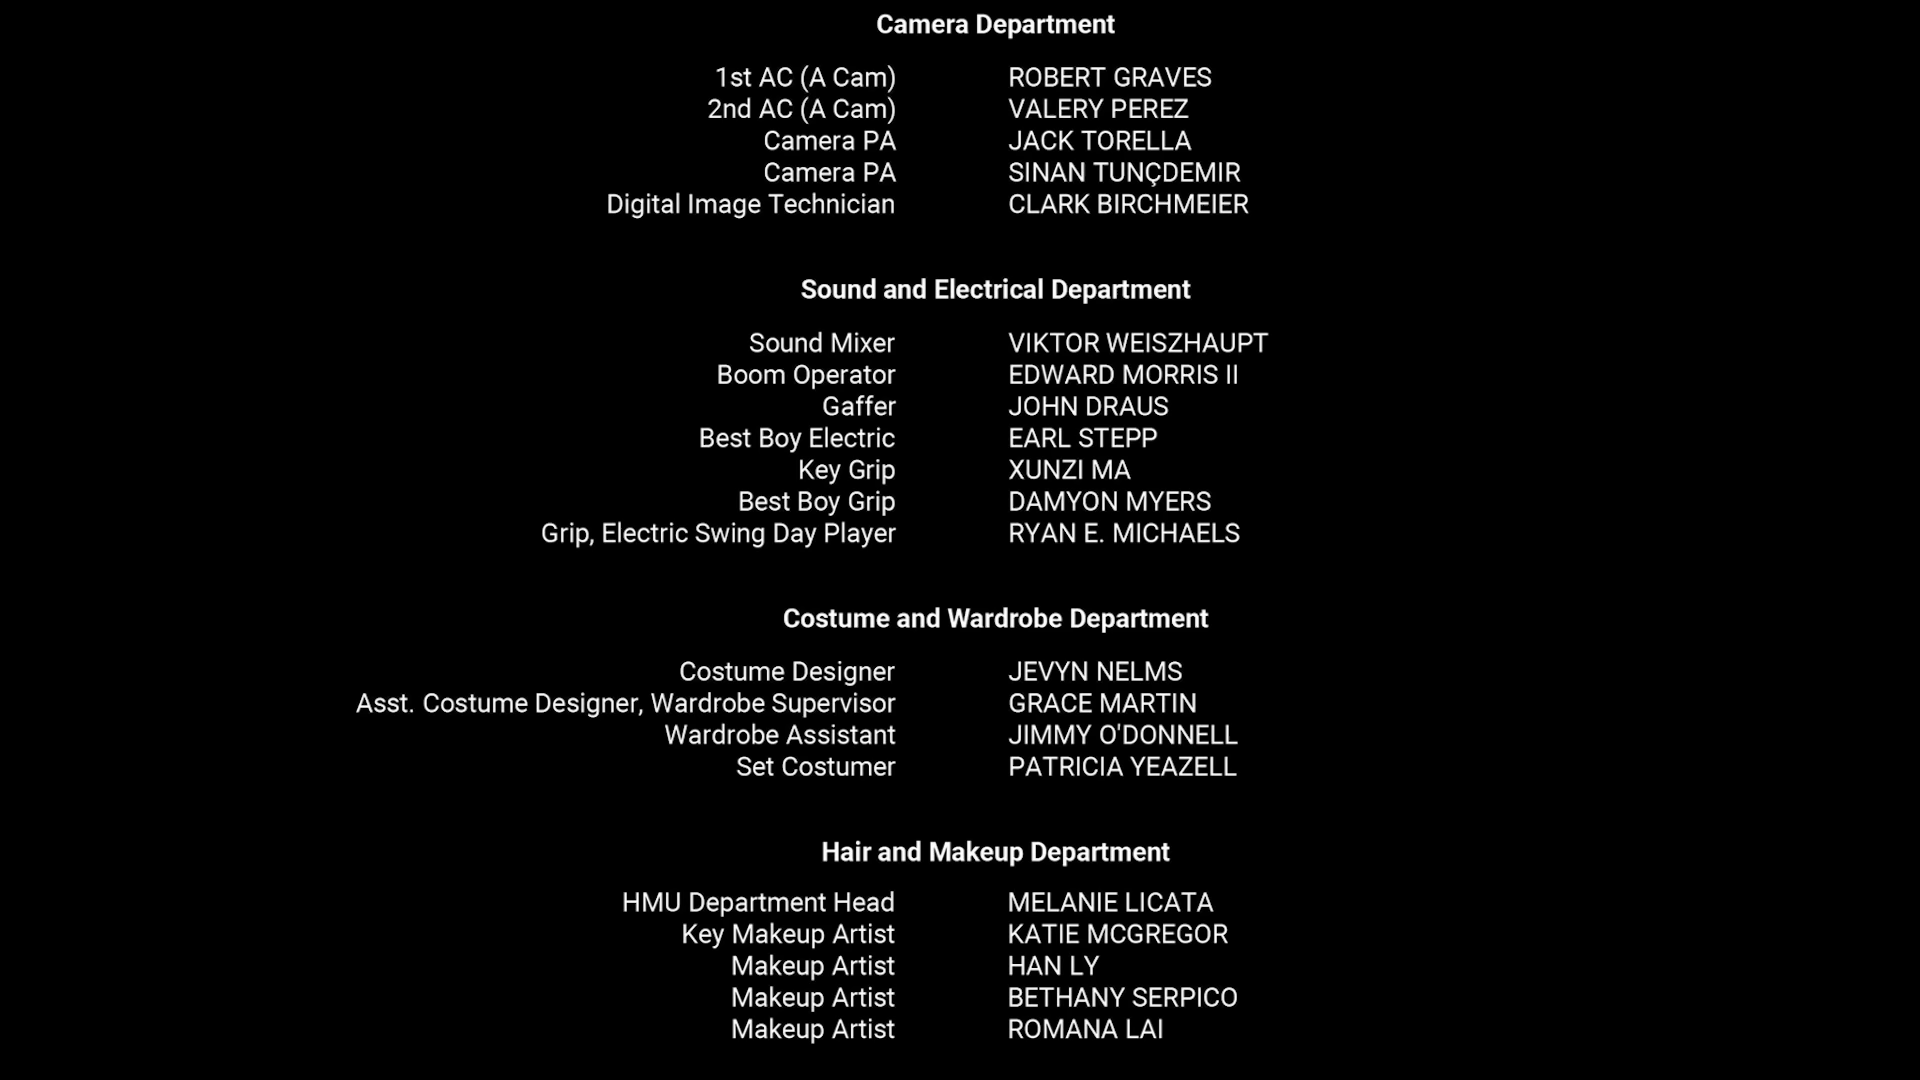 Camera Department
1st AC (A Cam) ROBERT GRAVES
2nd AC (A Cam) VALERY PEREZ
Camera PA JACK TORELLA
Camera PA SINAN TUNÇDEMIR
Digital Image Technician CLARK BIRCHMEIER
Sound and Electrical Department
Sound Mixer VIKTOR WEISZHAUPT
Boom Operator EDWARD MORRIS II
Gaffer JOHN DRAUS
Best Boy Electric EARL STEPP
Key Grip XUNZI MA
Best Boy Grip DAMYON MYERS
Grip, Electric Swing Day Player RYAN E. MICHAELS
Costume and Wardrobe Department
Costume Designer JEVYN NELMS
Asst. Costume Designer, Wardrobe Supervisor GRACE MARTIN
Wardrobe Assistant JIMMY O'DONNELL
Set Costumer PATRICIA YEAZELL
Hair and Makeup Department
HMU Department Head MELANIE LICATA
Key Makeup Artist KATIE MCGREGOR
Makeup Artist HAN LY
Makeup Artist BETHANY SERPICO
Makeup Artist ROMANA LAI